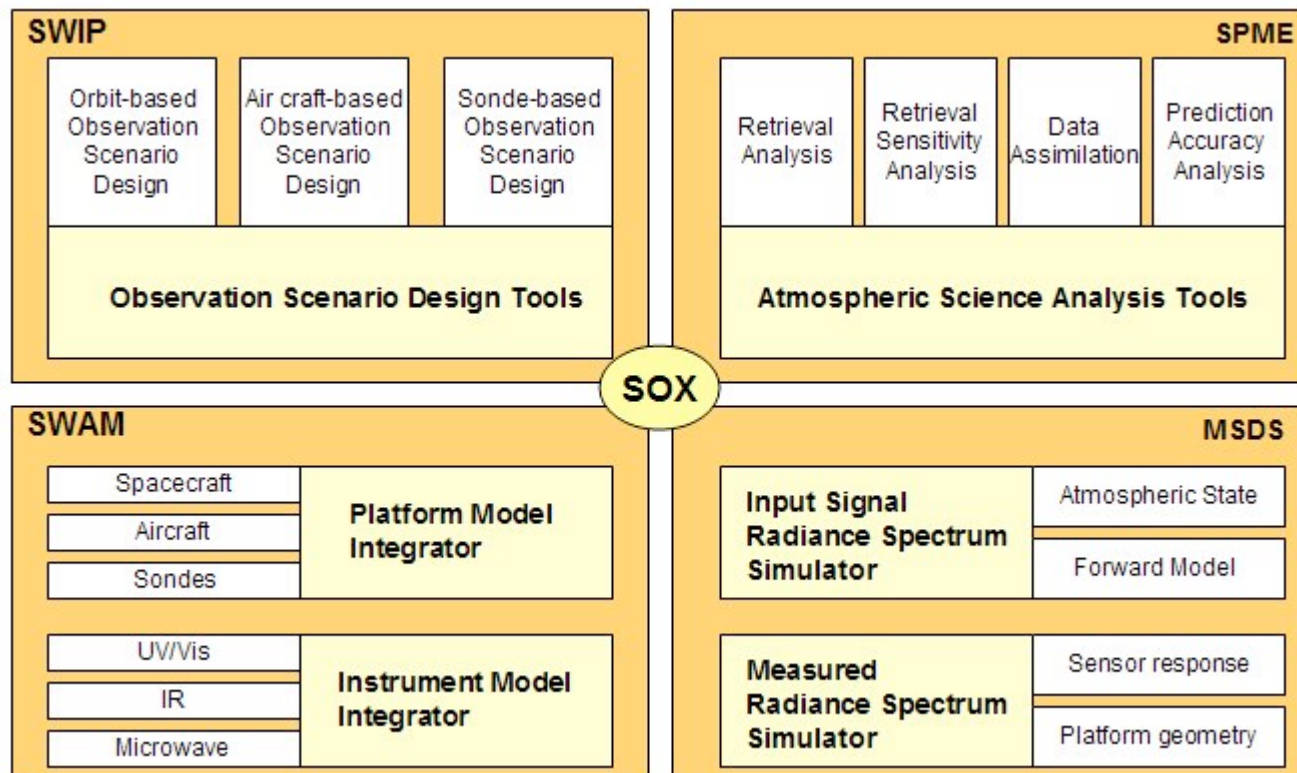 SWIP
Orbit-based
Observation
Scenario
Design
Air craft-based
Observation
Scenario
Design
Sonde-based
Observation
Scenario
Design
Observation Scenario Design Tools
SPME
Retrieval
Analysis
Retrieval
Sensitivity
Analysis
Data
Assimilation
Prediction
Accuracy
Analysis
Atmospheric Science Analysis Tools
SOX
SWAM
Spacecraft
Aircraft
Sondes
Platform Model
Integrator
UV/Vis
IR
Microwave
Instrument Model
Integrator
MSDS
Input Signal
Radiance Spectrum
Simulator
Atmospheric State
Forward Model
Measured
Radiance Spectrum
Simulator
Sensor response
Platform geometry